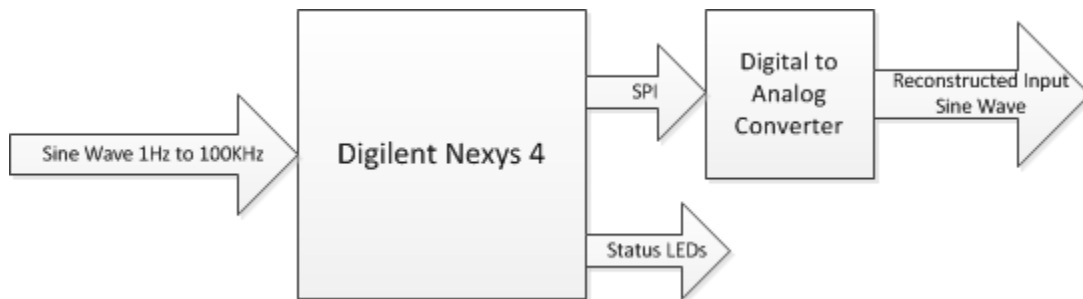 Sine Wave 1Hz to 100KHz
Digilent Nexys 4
SPI
Digital to
Analog
Converter
Reconstructed Input
Sine Wave
Status LEDs